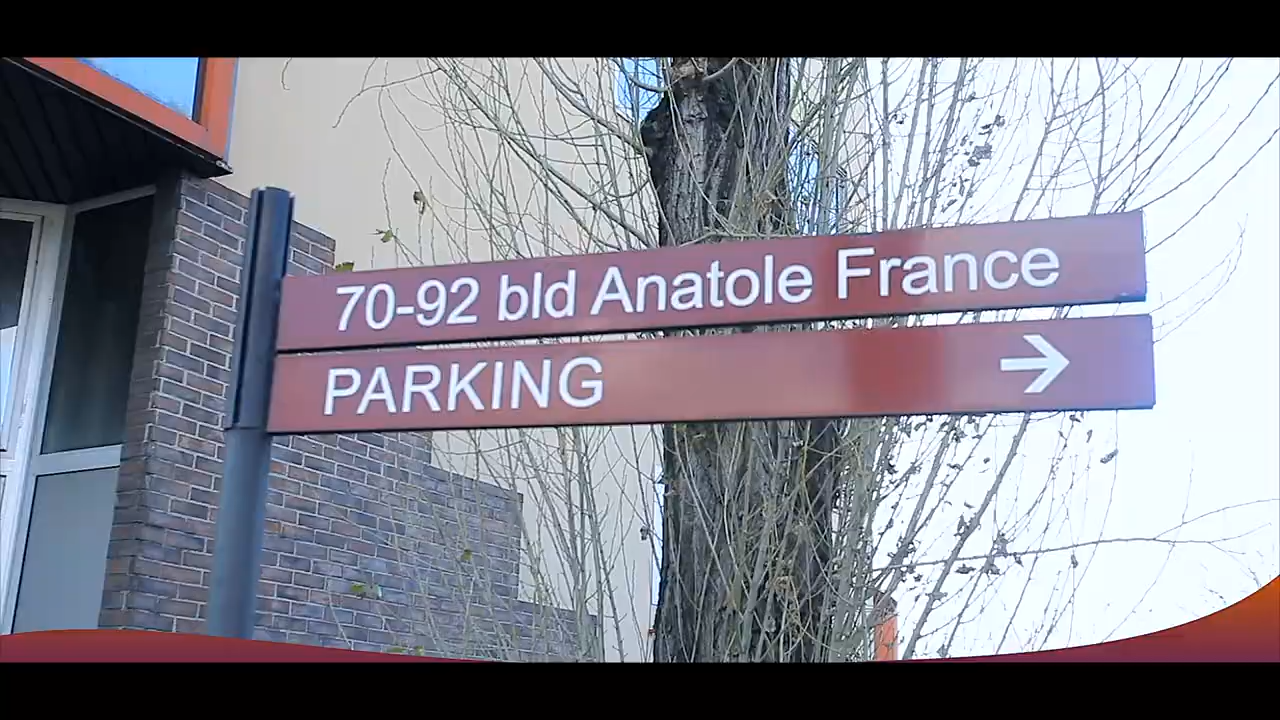 70-92 bld Anatole France
PARKING →